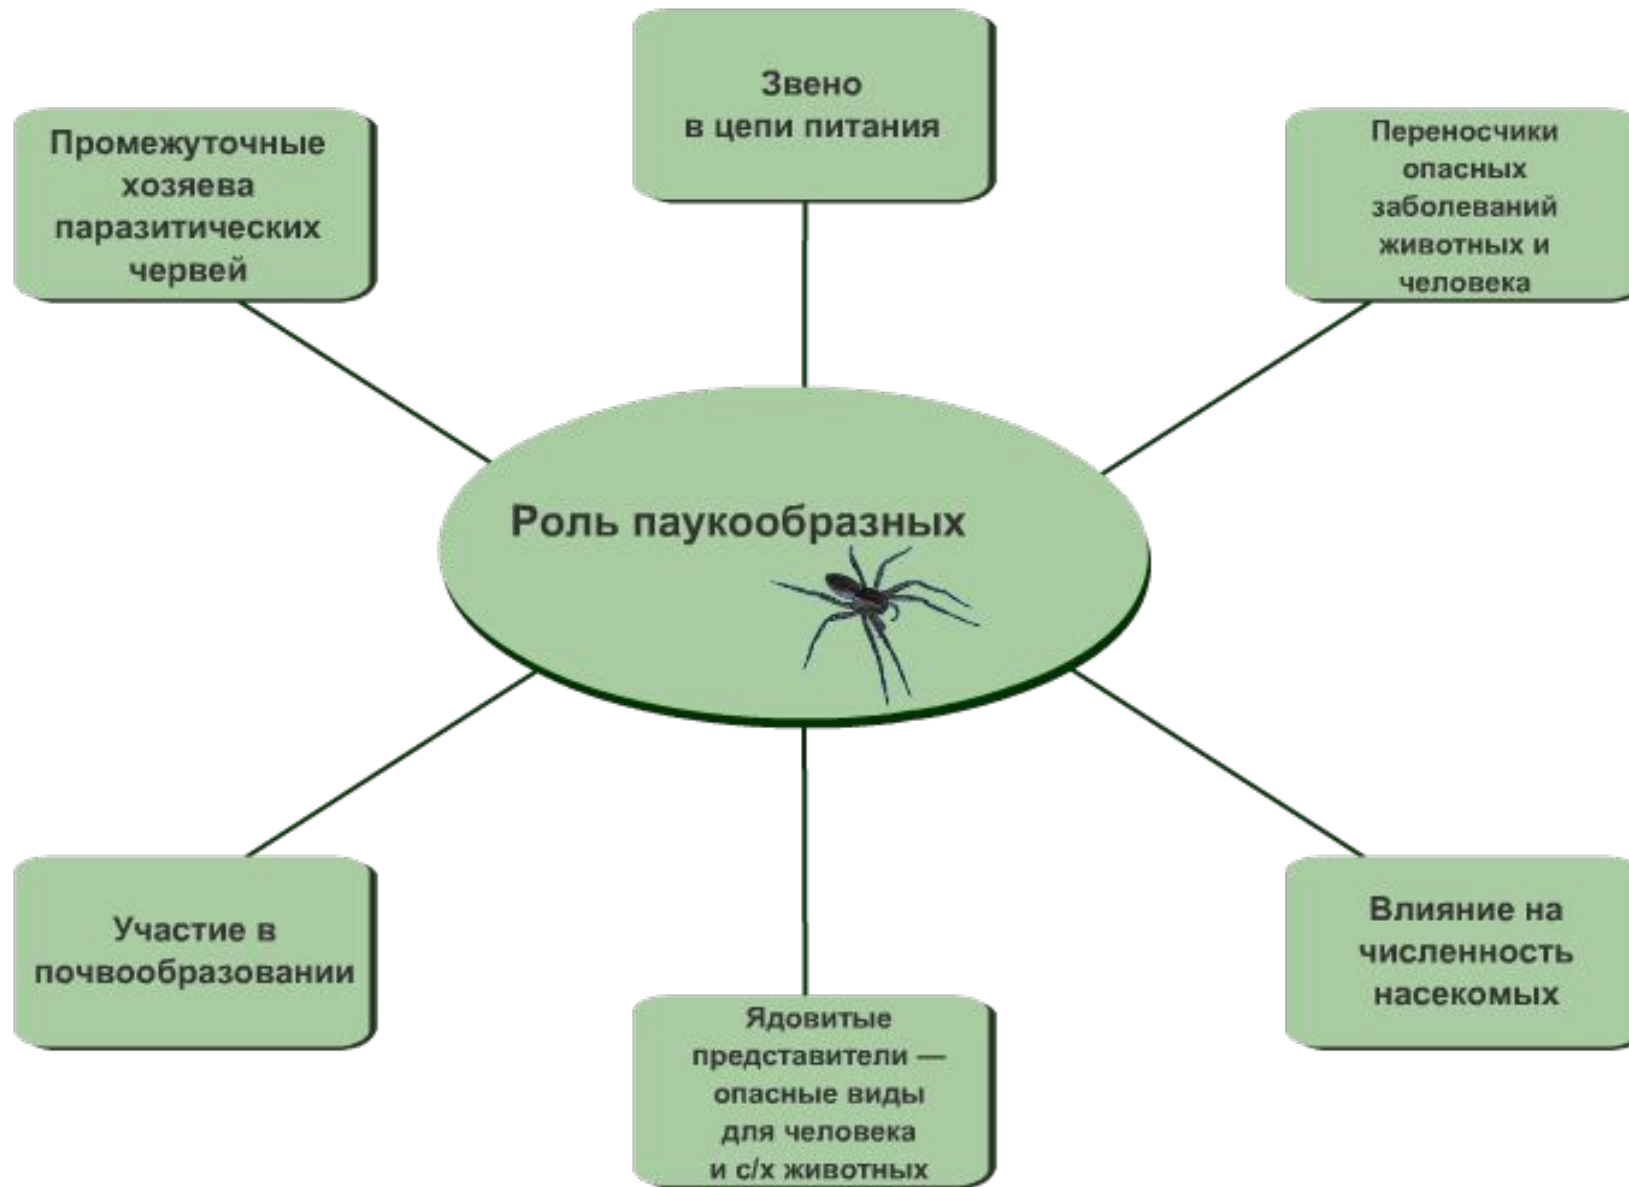 Звено
в цепи питания
Промежуточные
хозяева
паразитических
червей
Переносчики
опасных
заболеваний
животных и
человека
Роль паукообразных
Участие в
почвообразовании
Ядовитые
представители —
опасные виды
для человека
и с/х животных
Влияние на
численность
насекомых